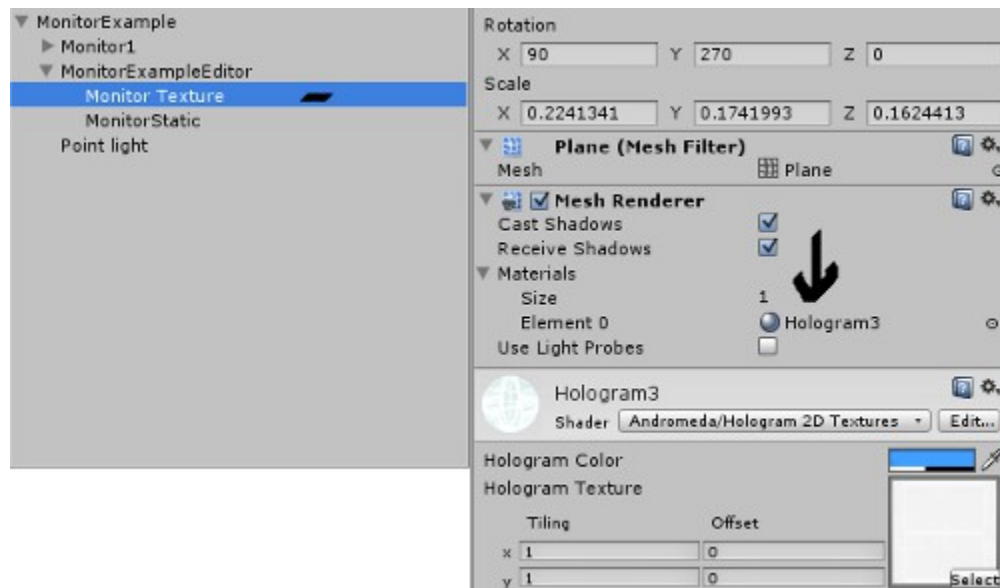 MonitorExample
Monitor1
MonitorExampleEditor
Monitor Texture
MonitorStatic
Point light
Rotation
X 90 Y 270 Z 0
Scale
X 0.2241341 Y 0.1741993 Z 0.1624413
Plane (Mesh Filter)
Mesh Plane
Mesh Renderer
Cast Shadows
Receive Shadows
Materials
Size 1
Element 0 Hologram3
Use Light Probes
Hologram3
Shader Andromeda/Hologram 2D Textures Edit...
Hologram Color
Hologram Texture
Tiling Offset
x 1 0
y 1 0
Select